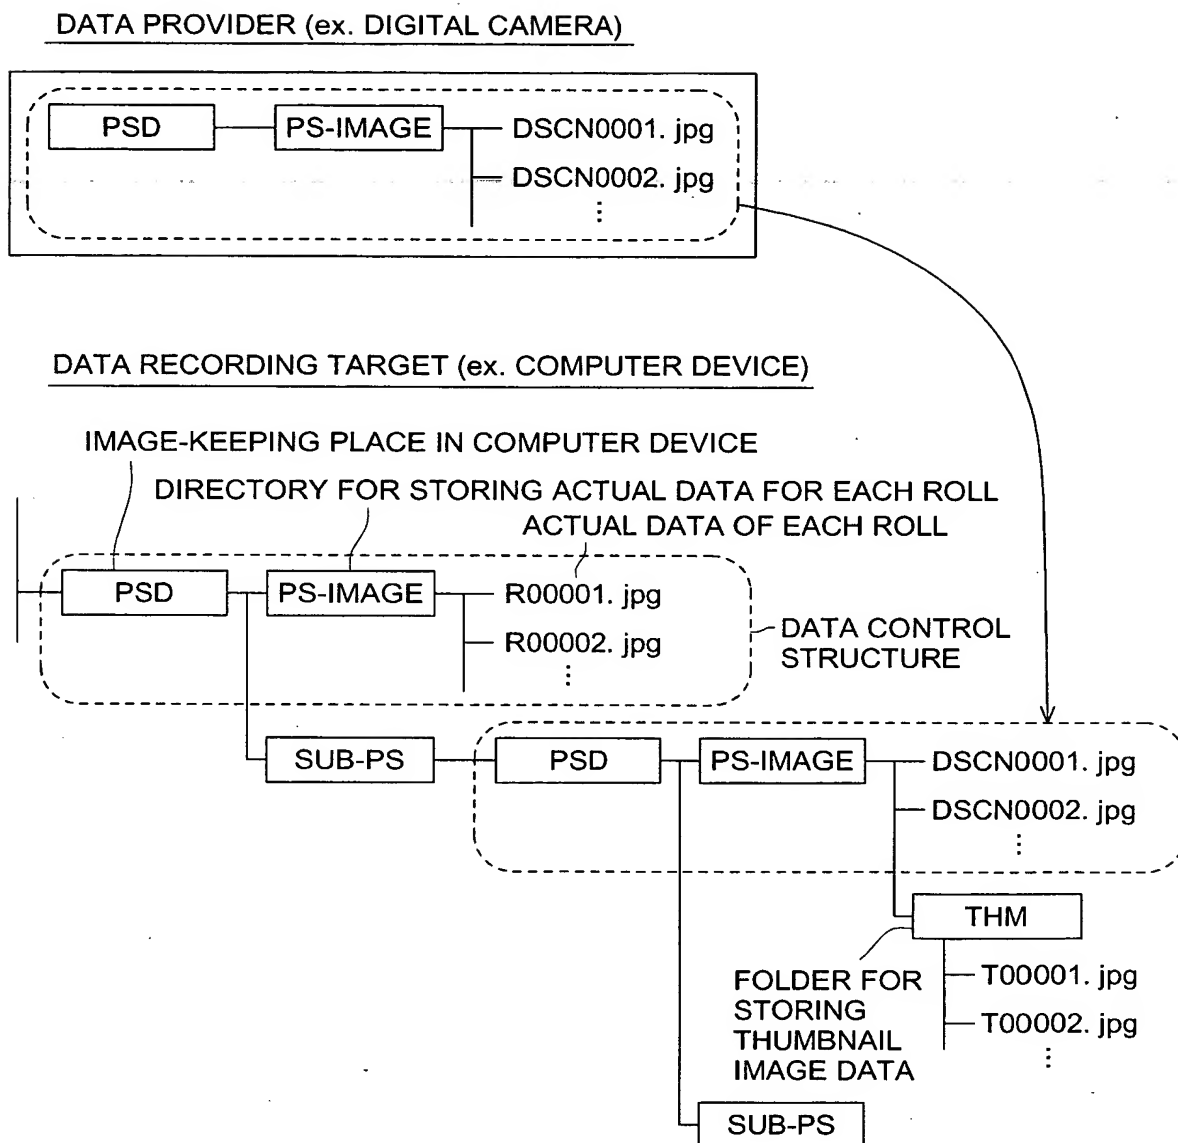 DATA PROVIDER (ex. DIGITAL CAMERA)
PSD
PS-IMAGE
DSCN0001. jpg
DSCN0002. jpg
⋮
DATA RECORDING TARGET (ex. COMPUTER DEVICE)
IMAGE-KEEPING PLACE IN COMPUTER DEVICE
DIRECTORY FOR STORING ACTUAL DATA FOR EACH ROLL
ACTUAL DATA OF EACH ROLL
PSD
PS-IMAGE
R00001. jpg
R00002. jpg
⋮
DATA CONTROL
STRUCTURE
SUB-PS
PSD
PS-IMAGE
DSCN0001. jpg
DSCN0002. jpg
⋮
THM
FOLDER FOR
STORING
THUMBNAIL
IMAGE DATA
T00001. jpg
T00002. jpg
⋮
SUB-PS